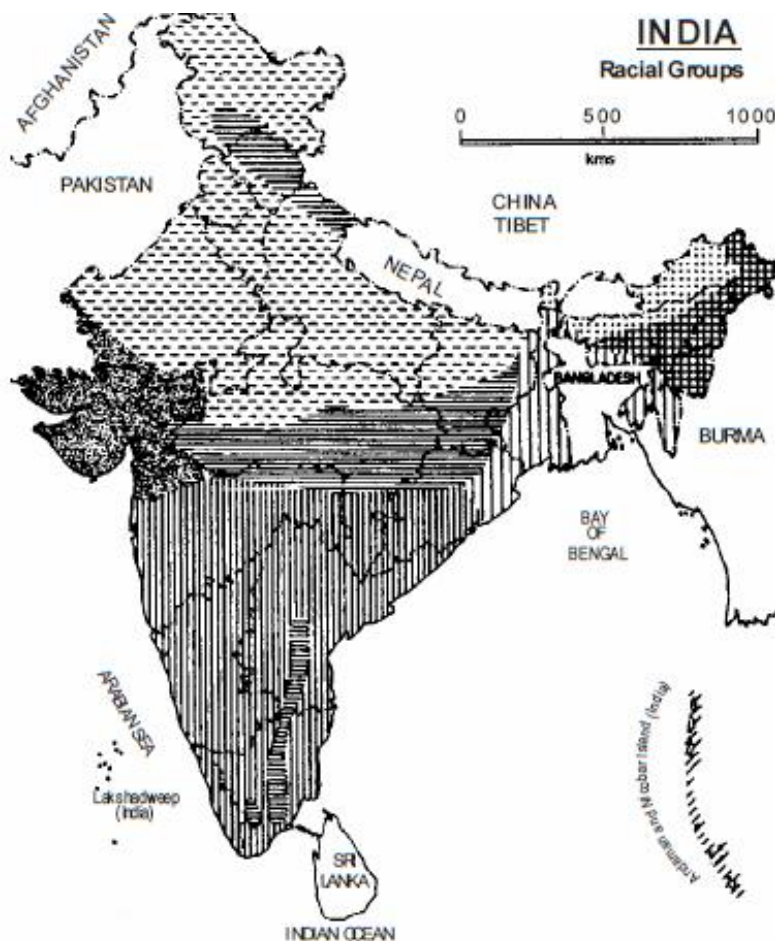 INDIA
Racial Groups
0 500 1000
kms
AFGHANISTAN
PAKISTAN
CHINA
TIBET
NEPAL
BANGLADESH
BURMA
BAY
OF
BENGAL
ARABIAN SEA
Lakshadweep
(India)
Andaman and Nicobar Island (India)
SRI
LANKA
INDIAN OCEAN